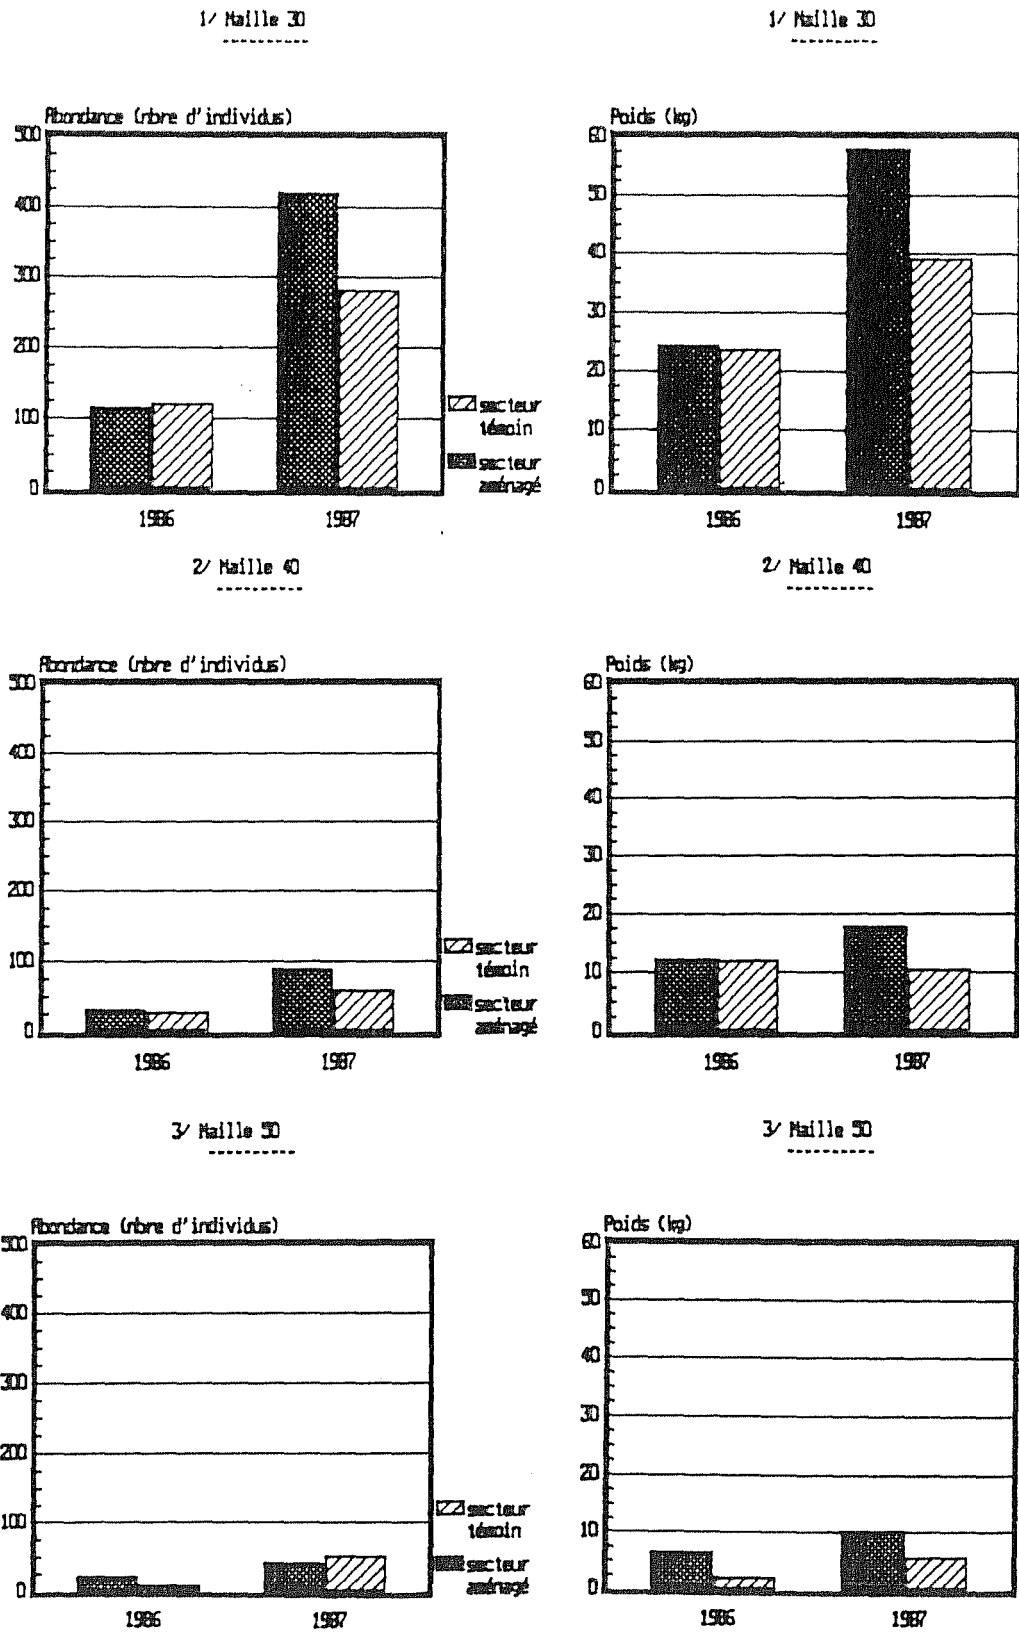 1/ Maille 30
Abondance (nbre d'individus)
500
400
300
200
100
0
1986 1987
secteur
témoin
secteur
aménagé
1/ Maille 30
Poids (kg)
60
50
40
30
20
10
0
1986 1987
2/ Maille 40
Abondance (nbre d'individus)
500
400
300
200
100
0
1986 1987
secteur
témoin
secteur
aménagé
2/ Maille 40
Poids (kg)
60
50
40
30
20
10
0
1986 1987
3/ Maille 50
Abondance (nbre d'individus)
500
400
300
200
100
0
1986 1987
secteur
témoin
secteur
aménagé
3/ Maille 50
Poids (kg)
60
50
40
30
20
10
0
1986 1987